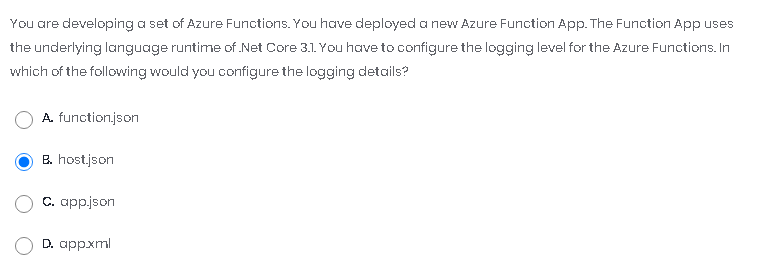 You are developing a set of Azure Functions. You have deployed a new Azure Function App. The Function App uses
the underlying language runtime of .Net Core 3.1. You have to configure the logging level for the Azure Functions. In
which of the following would you configure the logging details?
A. function.json
B. host.json
C. app.json
D. app.xml